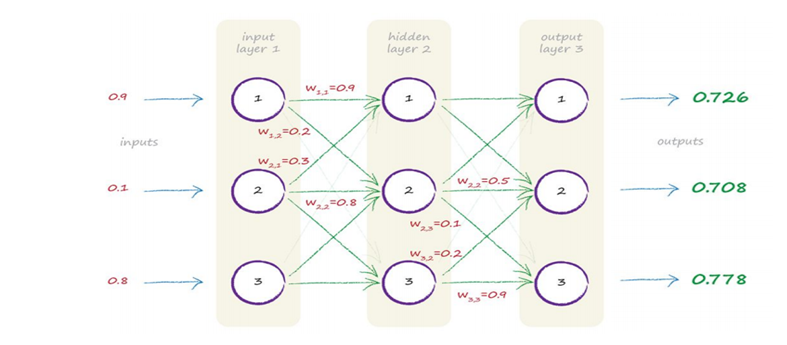 input
layer 1
hidden
layer 2
output
layer 3
0.9
1
w1,1=0.9
1
1
0.726
w1,2=0.2
inputs
outputs
w2,1=0.3
0.1
2
2
w2,2=0.5
2
0.708
w2,2=0.8
w2,3=0.1
w3,2=0.2
0.8
3
3
3
0.778
w3,3=0.9